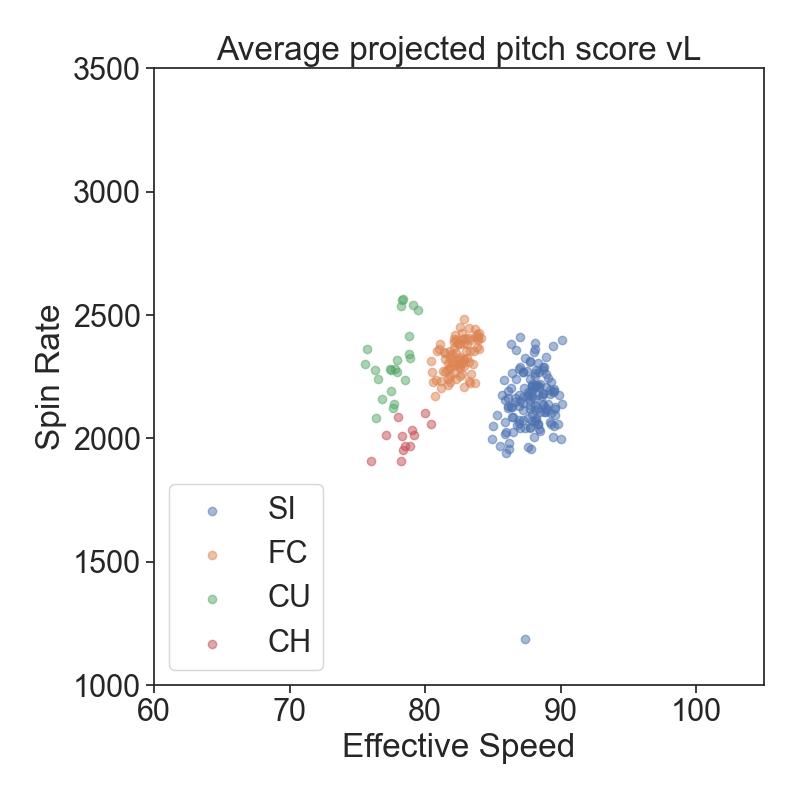 Average projected pitch score vL
3500
3000
2500
2000
1500
1000
Spin Rate
SI
FC
CU
CH
60 70 80 90 100
Effective Speed